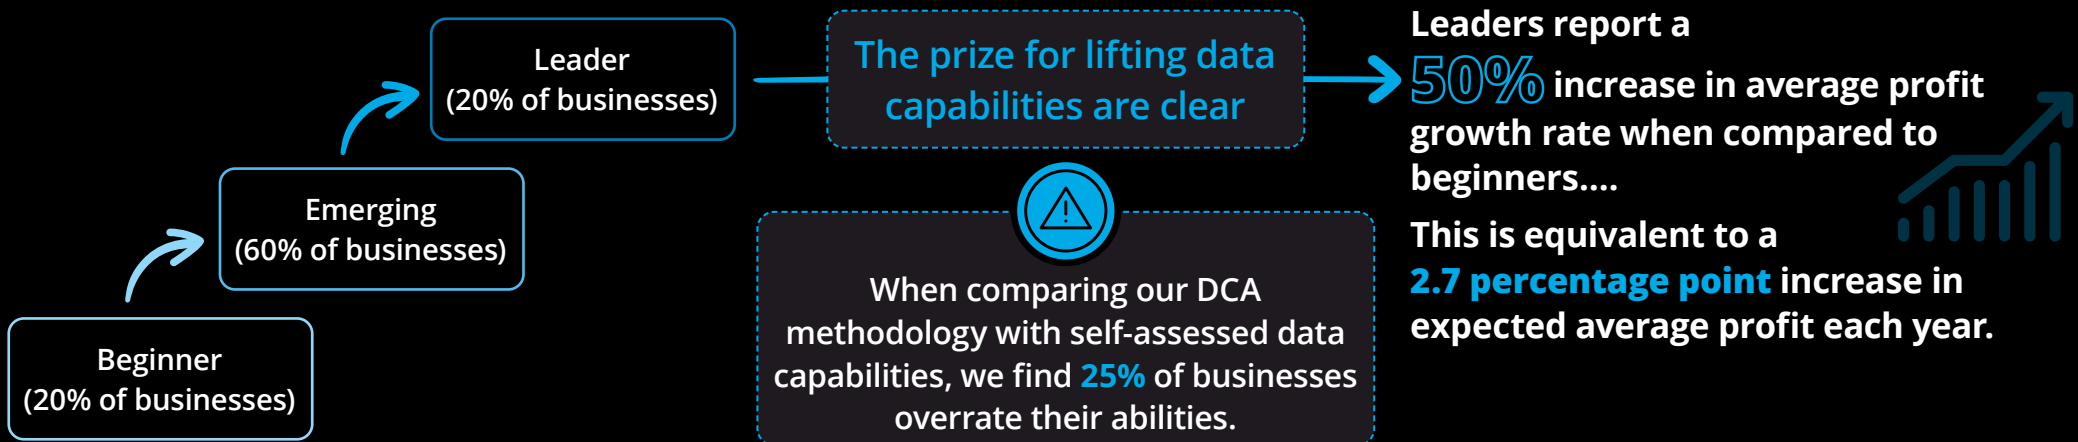 Leader
(20% of businesses)
Emerging
(60% of businesses)
Beginner
(20% of businesses)
The prize for lifting data
capabilities are clear
When comparing our DCA
methodology with self-assessed data
capabilities, we find 25% of businesses
overrate their abilities.
Leaders report a
50% increase in average profit
growth rate when compared to
beginners....
This is equivalent to a
2.7 percentage point increase in
expected average profit each year.